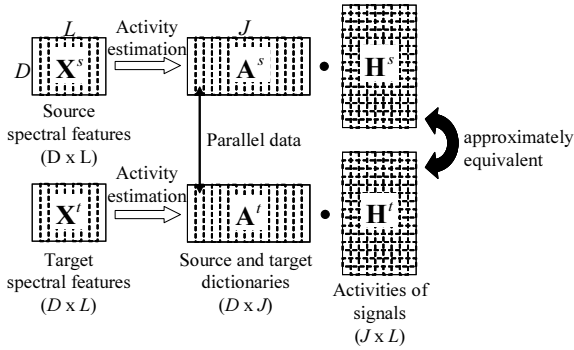 L
Activity
estimation
J
D
X^s
A^s
H^s
Source
spectral features
(D x L)
Parallel data
approximately
equivalent
Activity
estimation
X^t
A^t
H^t
Target
spectral features
(D x L)
Source and target
dictionaries
(D x J)
Activities of
signals
(J x L)